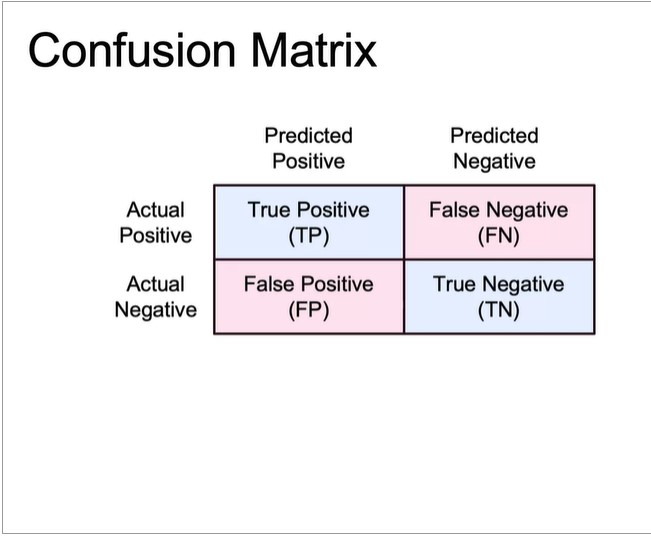 Confusion Matrix
Predicted Positive
Predicted Negative
Actual Positive
True Positive (TP)
False Negative (FN)
Actual Negative
False Positive (FP)
True Negative (TN)